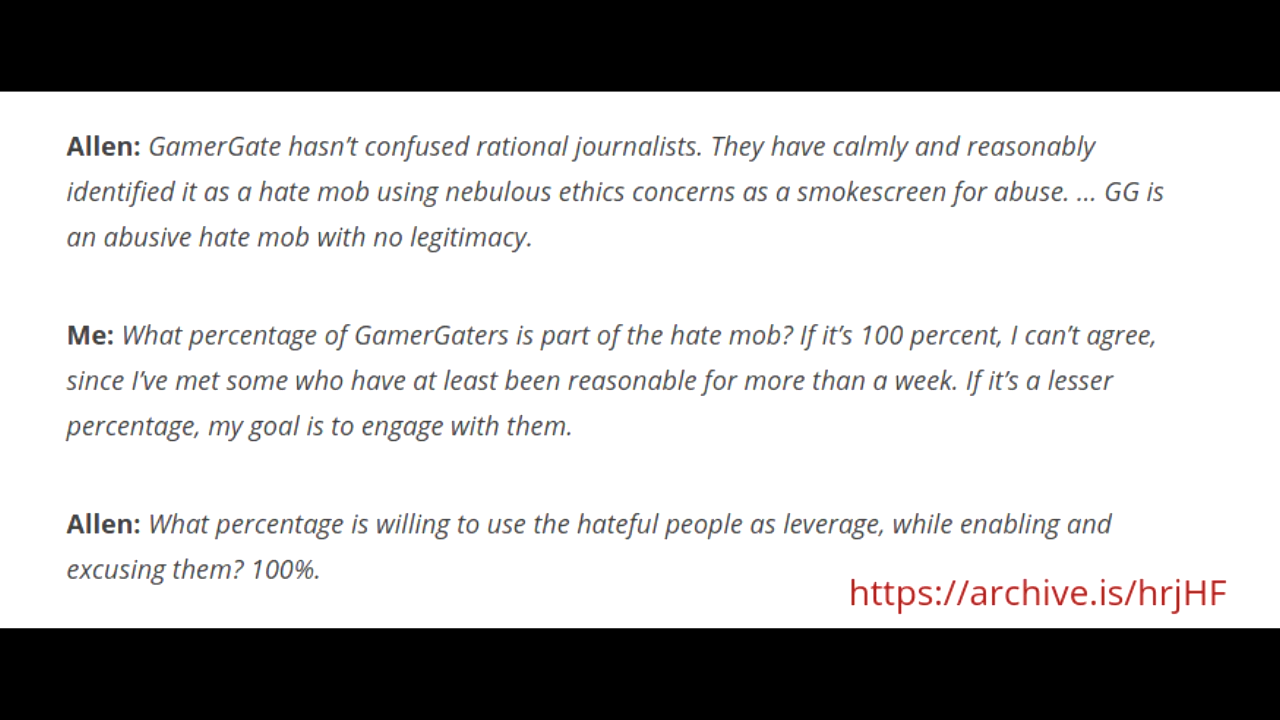 Allen: GamerGate hasn’t confused rational journalists. They have calmly and reasonably
identified it as a hate mob using nebulous ethics concerns as a smokescreen for abuse. … GG is
an abusive hate mob with no legitimacy.
Me: What percentage of GamerGaters is part of the hate mob? If it’s 100 percent, I can’t agree,
since I’ve met some who have at least been reasonable for more than a week. If it’s a lesser
percentage, my goal is to engage with them.
Allen: What percentage is willing to use the hateful people as leverage, while enabling and
excusing them? 100%.
https://archive.is/hrjHF